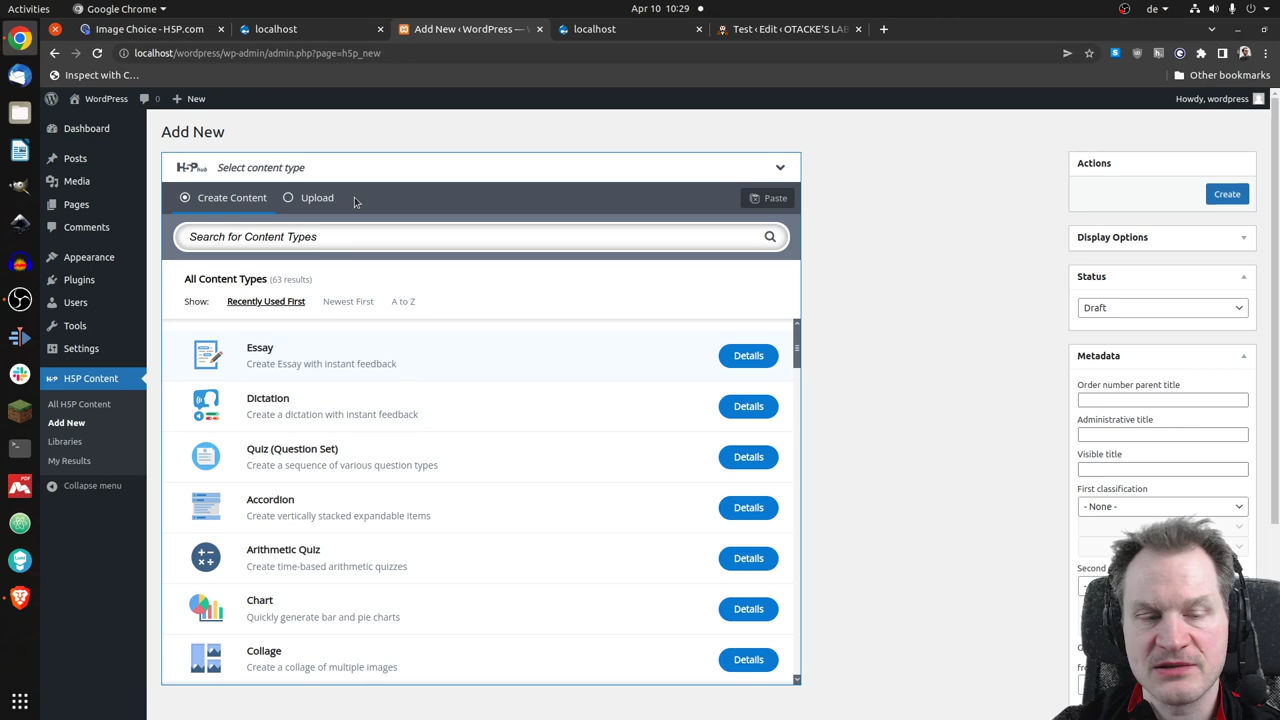 Activities
Google Chrome
Apr 10 10:29
de
Image Choice - H5P.com
localhost
Add New ‹ WordPress —
localhost
Test ‹ Edit ‹ OTACKE'S LAB
localhost/wordpress/wp-admin/admin.php?page=h5p_new
Inspect with C…
Other bookmarks
WordPress
0
New
Howdy, wordpress
Dashboard
Posts
Media
Pages
Comments
Appearance
Plugins
Users
Tools
Settings
H5P Content
All H5P Content
Add New
Libraries
My Results
Collapse menu
Add New
H5P hub
Select content type
Create Content
Upload
Paste
Search for Content Types
All Content Types (63 results)
Show:
Recently Used First
Newest First
A to Z
Essay
Create Essay with instant feedback
Details
Dictation
Create a dictation with instant feedback
Details
Quiz (Question Set)
Create a sequence of various question types
Details
Accordion
Create vertically stacked expandable items
Details
Arithmetic Quiz
Create time-based arithmetic quizzes
Details
Chart
Quickly generate bar and pie charts
Details
Collage
Create a collage of multiple images
Details
Actions
Create
Display Options
Status
Draft
Metadata
Order number parent title
Administrative title
Visible title
First classification
- None -
Second